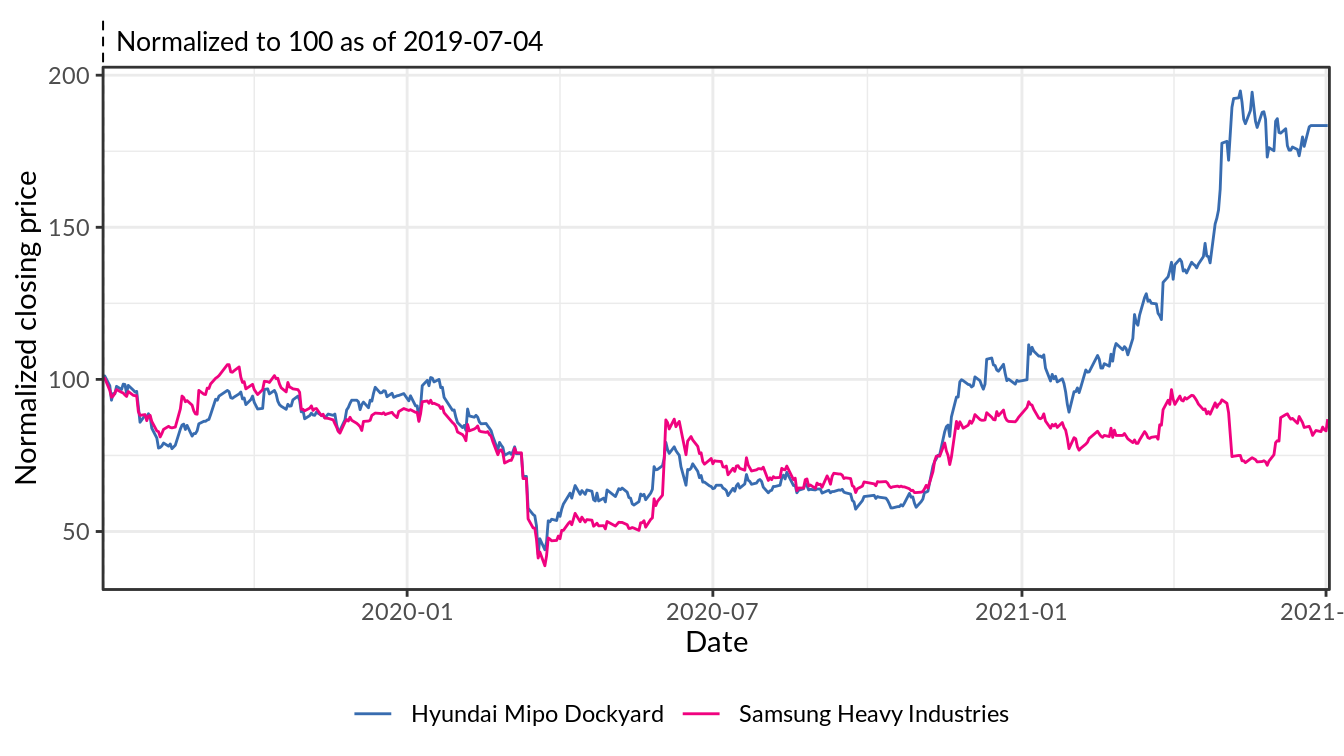 Normalized to 100 as of 2019-07-04
200
150
100
50
Normalized closing price
2020-01
2020-07
2021-01
2021-
Date
Hyundai Mipo Dockyard
Samsung Heavy Industries